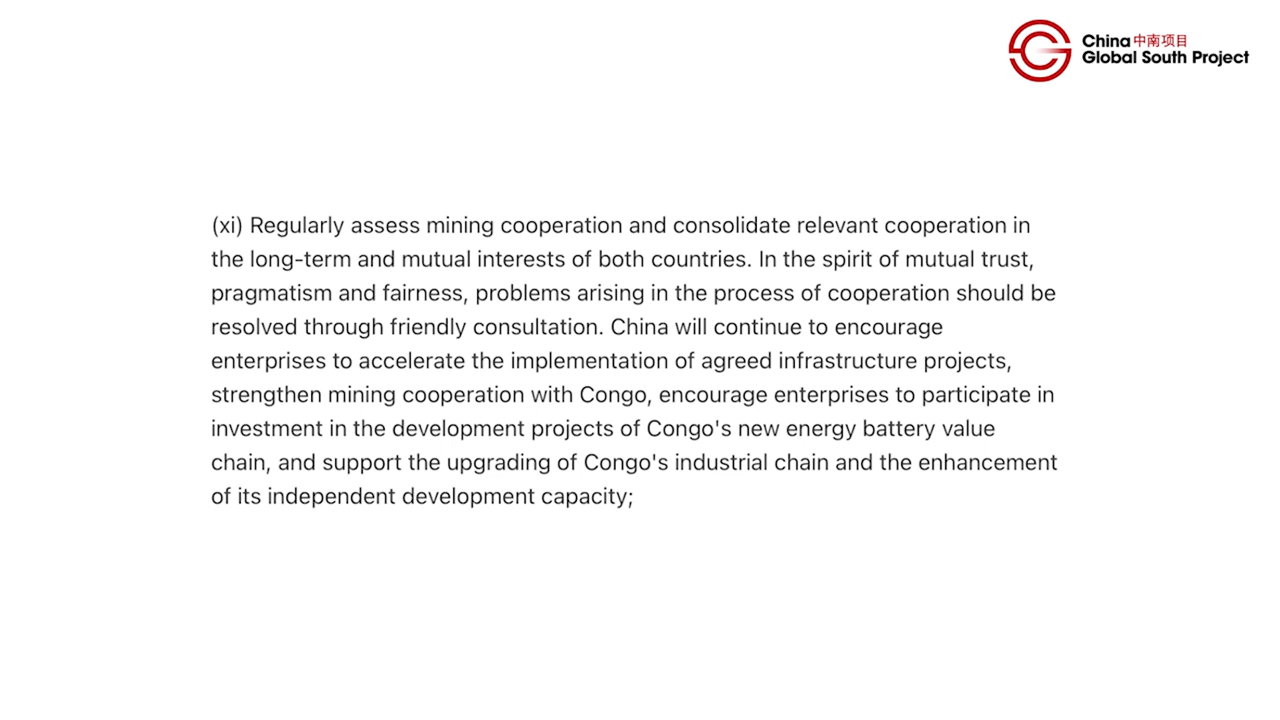 China 中南项目
Global South Project
(xi) Regularly assess mining cooperation and consolidate relevant cooperation in
the long-term and mutual interests of both countries. In the spirit of mutual trust,
pragmatism and fairness, problems arising in the process of cooperation should be
resolved through friendly consultation. China will continue to encourage
enterprises to accelerate the implementation of agreed infrastructure projects,
strengthen mining cooperation with Congo, encourage enterprises to participate in
investment in the development projects of Congo's new energy battery value
chain, and support the upgrading of Congo's industrial chain and the enhancement
of its independent development capacity;